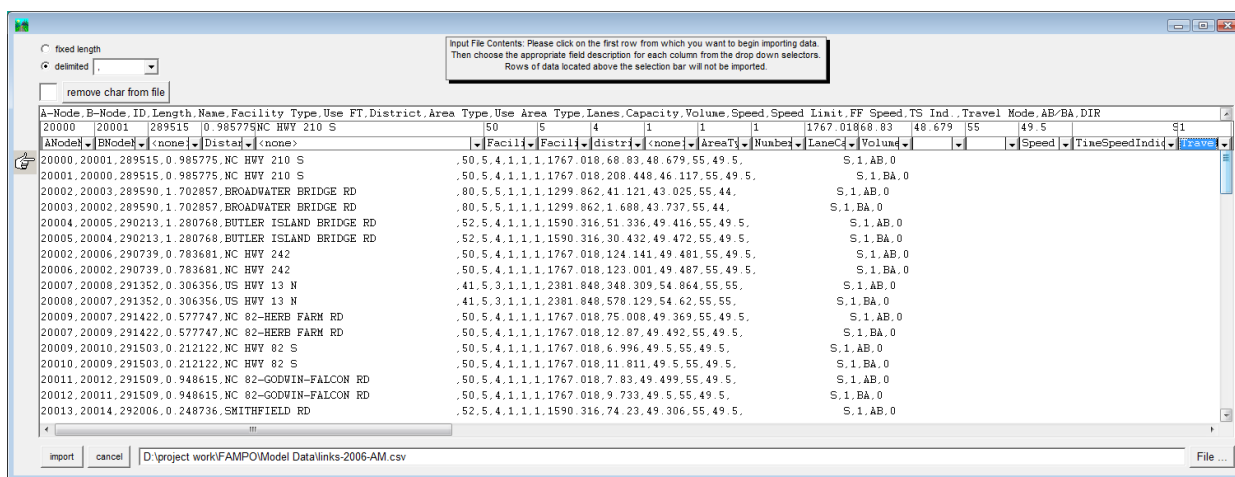 fixed length
delimited ,
remove char from file
Input File Contents: Please click on the first row from which you want to begin importing data.
Then choose the appropriate field description for each column from the drop down selectors.
Rows of data located above the selection bar will not be imported.
A-Node,B-Node,ID,Length,Name,Facility Type,Use FT,District,Area Type,Use Area Type,Lanes,Capacity,Volume,Speed,Speed Limit,FF Speed,TS Ind.,Travel Mode,AB/BA,DIR
20000 20001 289515 0.985775 NC HWY 210 S 50 5 4 1 1 1 1767.018 68.83 48.679 55 49.5 S1
ANodeN BNodeN <none> Distan <none> Facili Facili distri <none> AreaTy Number LaneCa Volume Speed TimeSpeedIndic Travel
20000,20001,289515,0.985775,NC HWY 210 S ,50,5,4,1,1,1,1767.018,68.83,48.679,55,49.5, S,1,AB,0
20001,20000,289515,0.985775,NC HWY 210 S ,50,5,4,1,1,1,1767.018,208.448,46.117,55,49.5, S,1,BA,0
20002,20003,289590,1.702857,BROADWATER BRIDGE RD ,80,5,5,1,1,1,1299.862,41.121,43.025,55,44, S,1,AB,0
20003,20002,289590,1.702857,BROADWATER BRIDGE RD ,80,5,5,1,1,1,1299.862,1.688,43.737,55,44, S,1,BA,0
20004,20005,290213,1.280768,BUTLER ISLAND BRIDGE RD ,52,5,4,1,1,1,1590.316,51.336,49.416,55,49.5, S,1,AB,0
20005,20004,290213,1.280768,BUTLER ISLAND BRIDGE RD ,52,5,4,1,1,1,1590.316,30.432,49.472,55,49.5, S,1,BA,0
20002,20006,290739,0.783681,NC HWY 242 ,50,5,4,1,1,1,1767.018,124.141,49.481,55,49.5, S,1,AB,0
20006,20002,290739,0.783681,NC HWY 242 ,50,5,4,1,1,1,1767.018,123.001,49.487,55,49.5, S,1,BA,0
20007,20008,291352,0.306356,US HWY 13 N ,41,5,3,1,1,1,2381.848,348.309,54.864,55,55, S,1,AB,0
20008,20007,291352,0.306356,US HWY 13 N ,41,5,3,1,1,1,2381.848,578.129,54.62,55,55, S,1,BA,0
20009,20007,291422,0.577747,NC 82-HERB FARM RD ,50,5,4,1,1,1,1767.018,75.008,49.369,55,49.5, S,1,AB,0
20007,20009,291422,0.577747,NC 82-HERB FARM RD ,50,5,4,1,1,1,1767.018,12.87,49.492,55,49.5, S,1,BA,0
20009,20010,291503,0.212122,NC HWY 82 S ,50,5,4,1,1,1,1767.018,6.996,49.5,55,49.5, S,1,AB,0
20010,20009,291503,0.212122,NC HWY 82 S ,50,5,4,1,1,1,1767.018,11.811,49.5,55,49.5, S,1,BA,0
20011,20012,291509,0.948615,NC 82-GODWIN-FALCON RD ,50,5,4,1,1,1,1767.018,7.83,49.499,55,49.5, S,1,AB,0
20012,20011,291509,0.948615,NC 82-GODWIN-FALCON RD ,50,5,4,1,1,1,1767.018,9.733,49.5,55,49.5, S,1,BA,0
20013,20014,292006,0.248736,SMITHFIELD RD ,52,5,4,1,1,1,1590.316,74.23,49.306,55,49.5, S,1,AB,0
import cancel D:\project work\FAMPO\Model Data\links-2006-AM.csv File ...